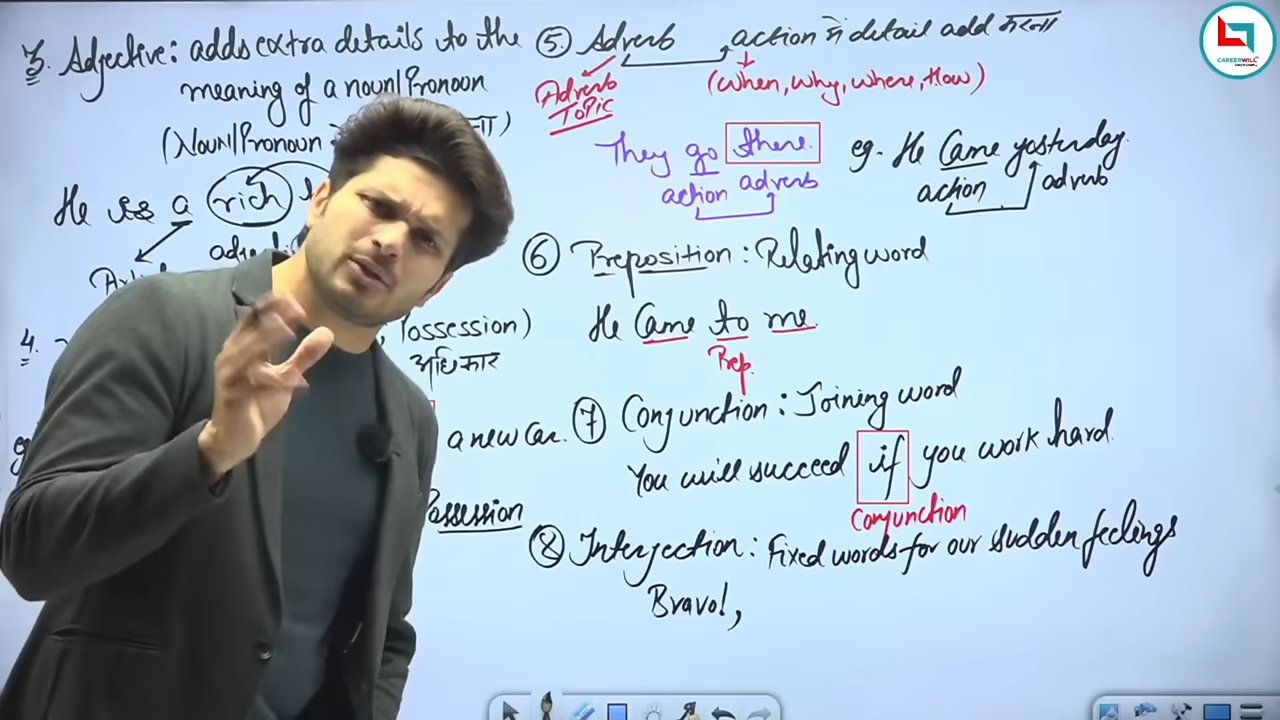 3. Adjective: adds extra details to the
meaning of a noun/Pronoun
(Noun/Pronoun
He is a rich
4.
Possession)
अधिकार
eg
a new Car.
Possession
⑤ Adverb action में detail add करना
(When, Why, Where, How)
Adverb
Topic
They go there.
action adverb
eg. He Came yesterday.
action adverb
⑥ Preposition : Relating word
He Came to me.
Prep.
⑦ Conjunction : Joining word
You will succeed if you work hard.
Conjunction
⑧ Interjection : Fixed words for our sudden feelings
Bravo!,
CAREERWILL